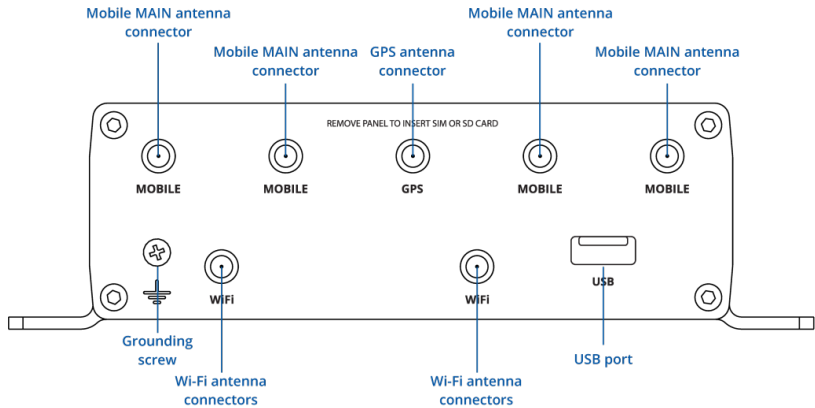 Mobile MAIN antenna
connector
Mobile MAIN antenna
connector
Mobile MAIN antenna
connector
GPS antenna
connector
Mobile MAIN antenna
connector
REMOVE PANEL TO INSERT SIM OR SD CARD
MOBILE
MOBILE
GPS
MOBILE
MOBILE
WiFi
WiFi
USB
Grounding
screw
USB port
Wi-Fi antenna
connectors
Wi-Fi antenna
connectors